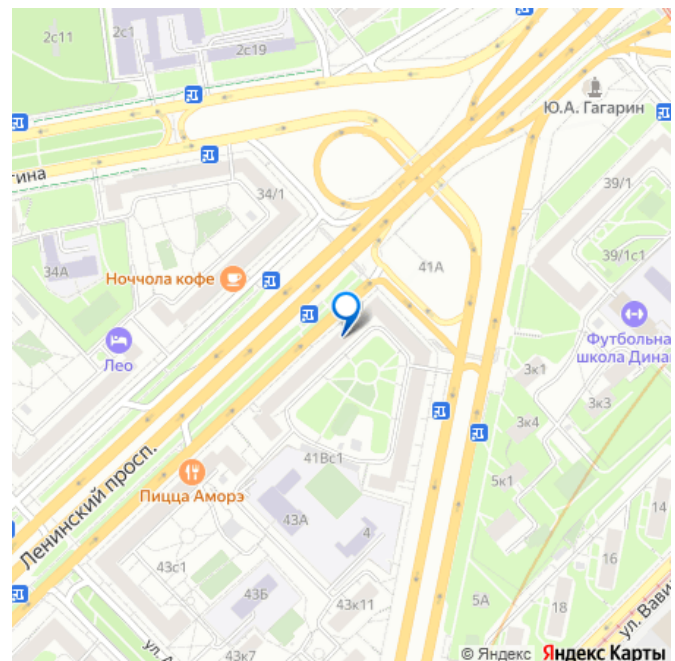 2с11
2с1
2с19
Ю.А. Гагарин
гина
34/1
39/1
34А
Ноччола кофе
41А
39/1с1
Лео
Футбольна
школа Дина
3к1
3к3
3к4
41Вс1
5к1
Пицца Аморэ
Ленинский просп.
43А
4
14
16
43с1
43Б
43к11
5А
18
ул. Вави
ул. А
43к7
© Яндекс Яндекс Карты